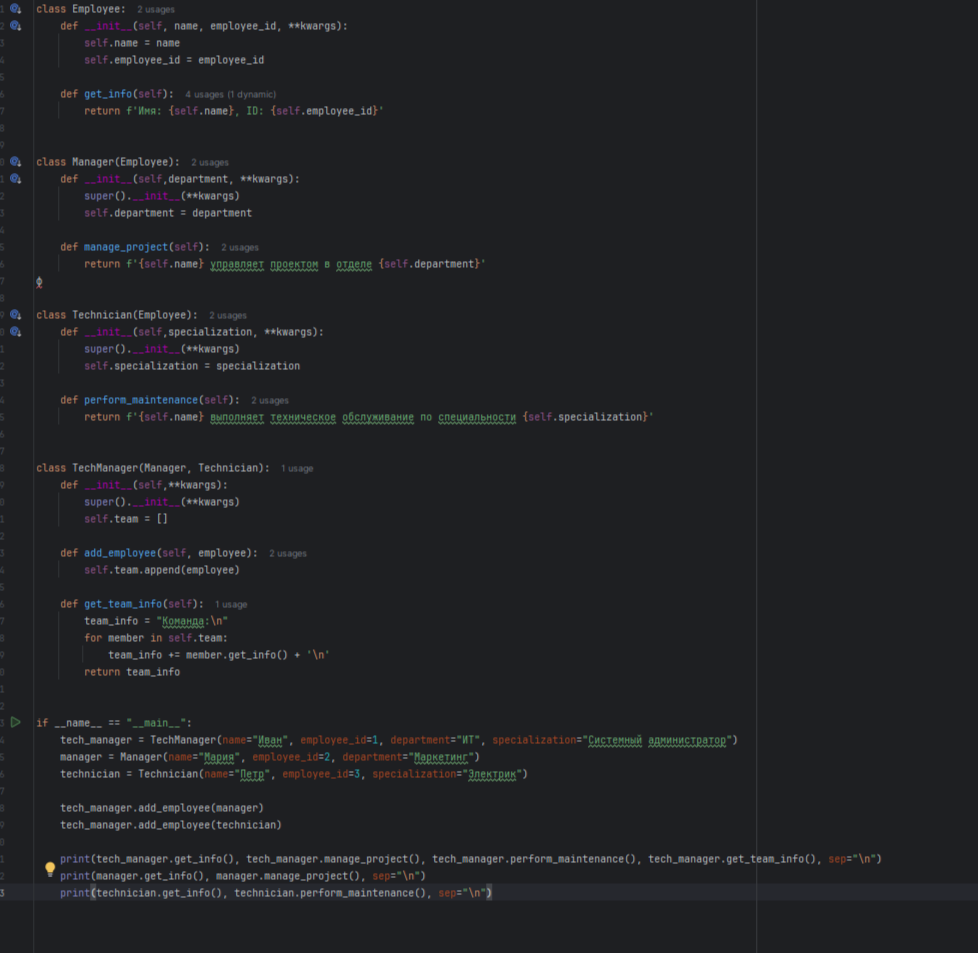 class Employee:  2 usages
    def __init__(self, name, employee_id, **kwargs):
        self.name = name
        self.employee_id = employee_id

    def get_info(self):  4 usages (1 dynamic)
        return f'Имя: {self.name}, ID: {self.employee_id}'


class Manager(Employee):  2 usages
    def __init__(self,department, **kwargs):
        super().__init__(**kwargs)
        self.department = department

    def manage_project(self):  2 usages
        return f'{self.name} управляет проектом в отделе {self.department}'


class Technician(Employee):  2 usages
    def __init__(self,specialization, **kwargs):
        super().__init__(**kwargs)
        self.specialization = specialization

    def perform_maintenance(self):  2 usages
        return f'{self.name} выполняет техническое обслуживание по специальности {self.specialization}'


class TechManager(Manager, Technician):  1 usage
    def __init__(self,**kwargs):
        super().__init__(**kwargs)
        self.team = []

    def add_employee(self, employee):  2 usages
        self.team.append(employee)

    def get_team_info(self):  1 usage
        team_info = "Команда:\n"
        for member in self.team:
            team_info += member.get_info() + '\n'
        return team_info


if __name__ == "__main__":
    tech_manager = TechManager(name="Иван", employee_id=1, department="ИТ", specialization="Системный администратор")
    manager = Manager(name="Мария", employee_id=2, department="Маркетинг")
    technician = Technician(name="Петр", employee_id=3, specialization="Электрик")

    tech_manager.add_employee(manager)
    tech_manager.add_employee(technician)

    print(tech_manager.get_info(), tech_manager.manage_project(), tech_manager.perform_maintenance(), tech_manager.get_team_info(), sep="\n")
    print(manager.get_info(), manager.manage_project(), sep="\n")
    print(technician.get_info(), technician.perform_maintenance(), sep="\n")